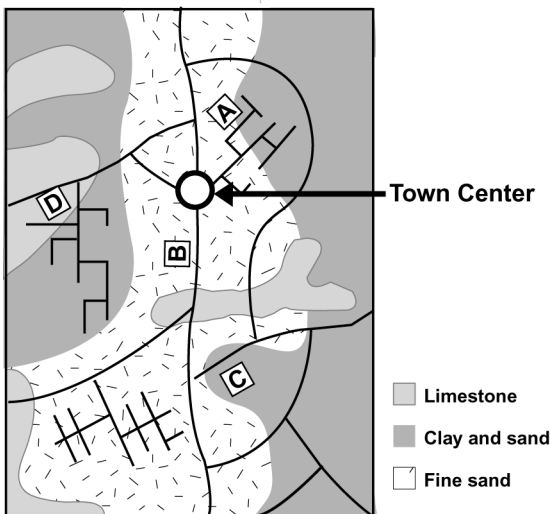 A
Town Center
D
B
C
Limestone
Clay and sand
Fine sand